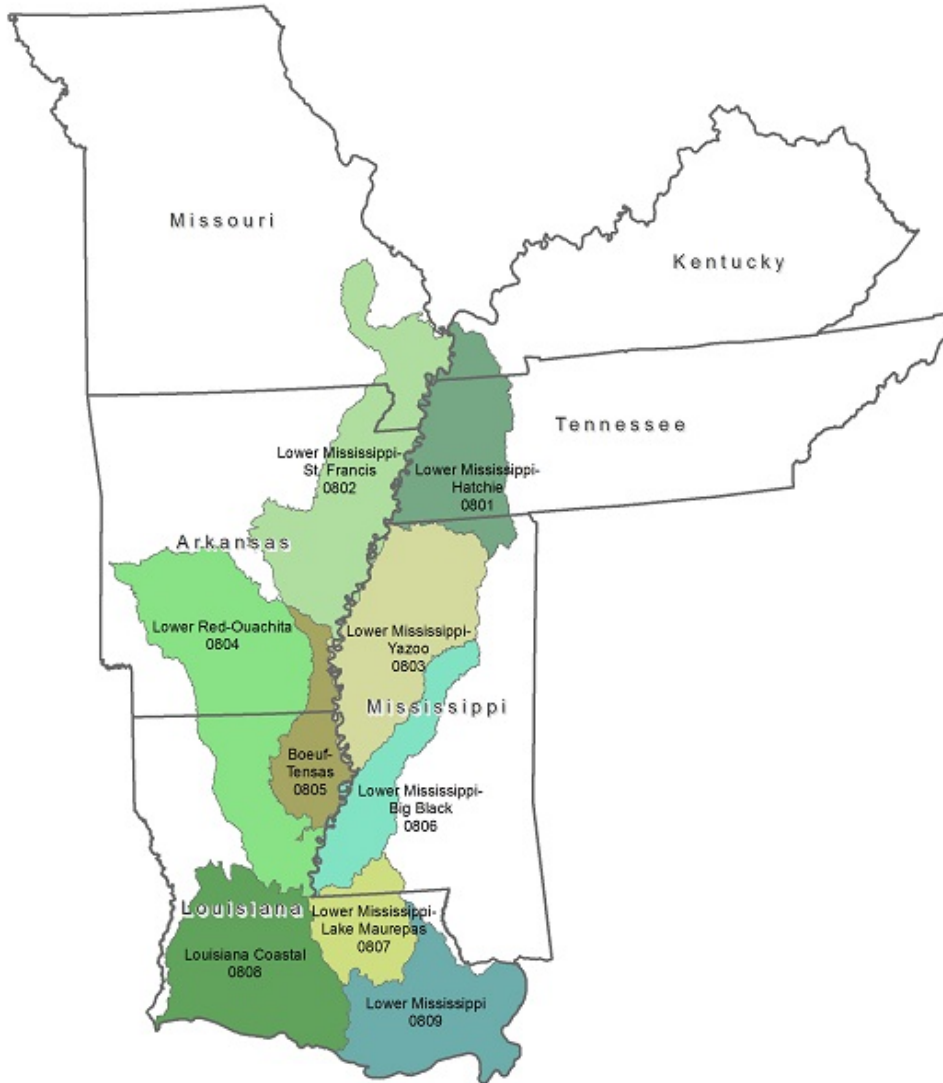 Missouri
Kentucky
Tennessee
Lower Mississippi-
St. Francis
0802
Lower Mississippi-
Hatchie
0801
Arkansas
Lower Red-Ouachita
0804
Lower Mississippi-
Yazoo
0803
Mississippi
Boeuf-
Tensas
0805
Lower Mississippi-
Big Black
0806
Louisiana
Lower Mississippi-
Lake Maurepas
0807
Louisiana Coastal
0808
Lower Mississippi
0809